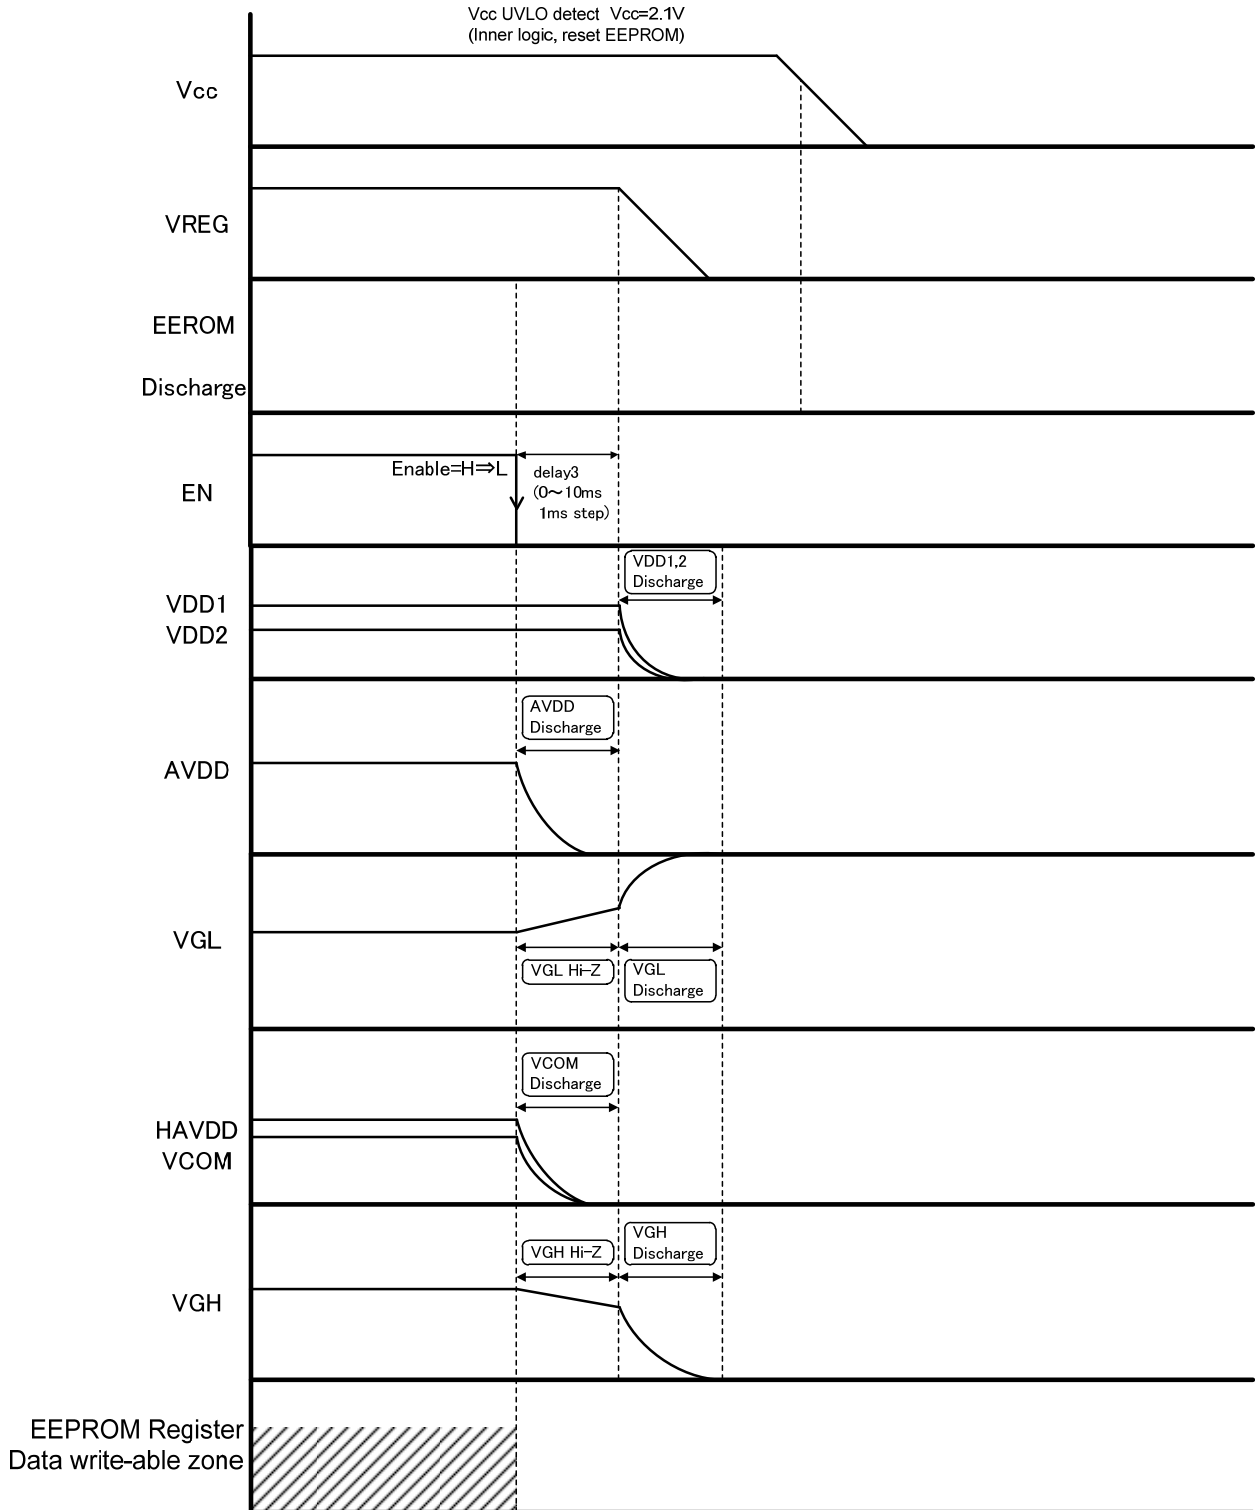 Vcc UVLO detect Vcc=2.1V
(Inner logic, reset EEPROM)
Vcc
VREG
EEROM
Discharge
EN
Enable=H⇒L
delay3
(0～10ms
1ms step)
VDD1,2
Discharge
VDD1
VDD2
AVDD
Discharge
AVDD
VGL
VGL Hi-Z
VGL
Discharge
VCOM
Discharge
HAVDD
VCOM
VGH Hi-Z
VGH
Discharge
VGH
EEPROM Register
Data write-able zone